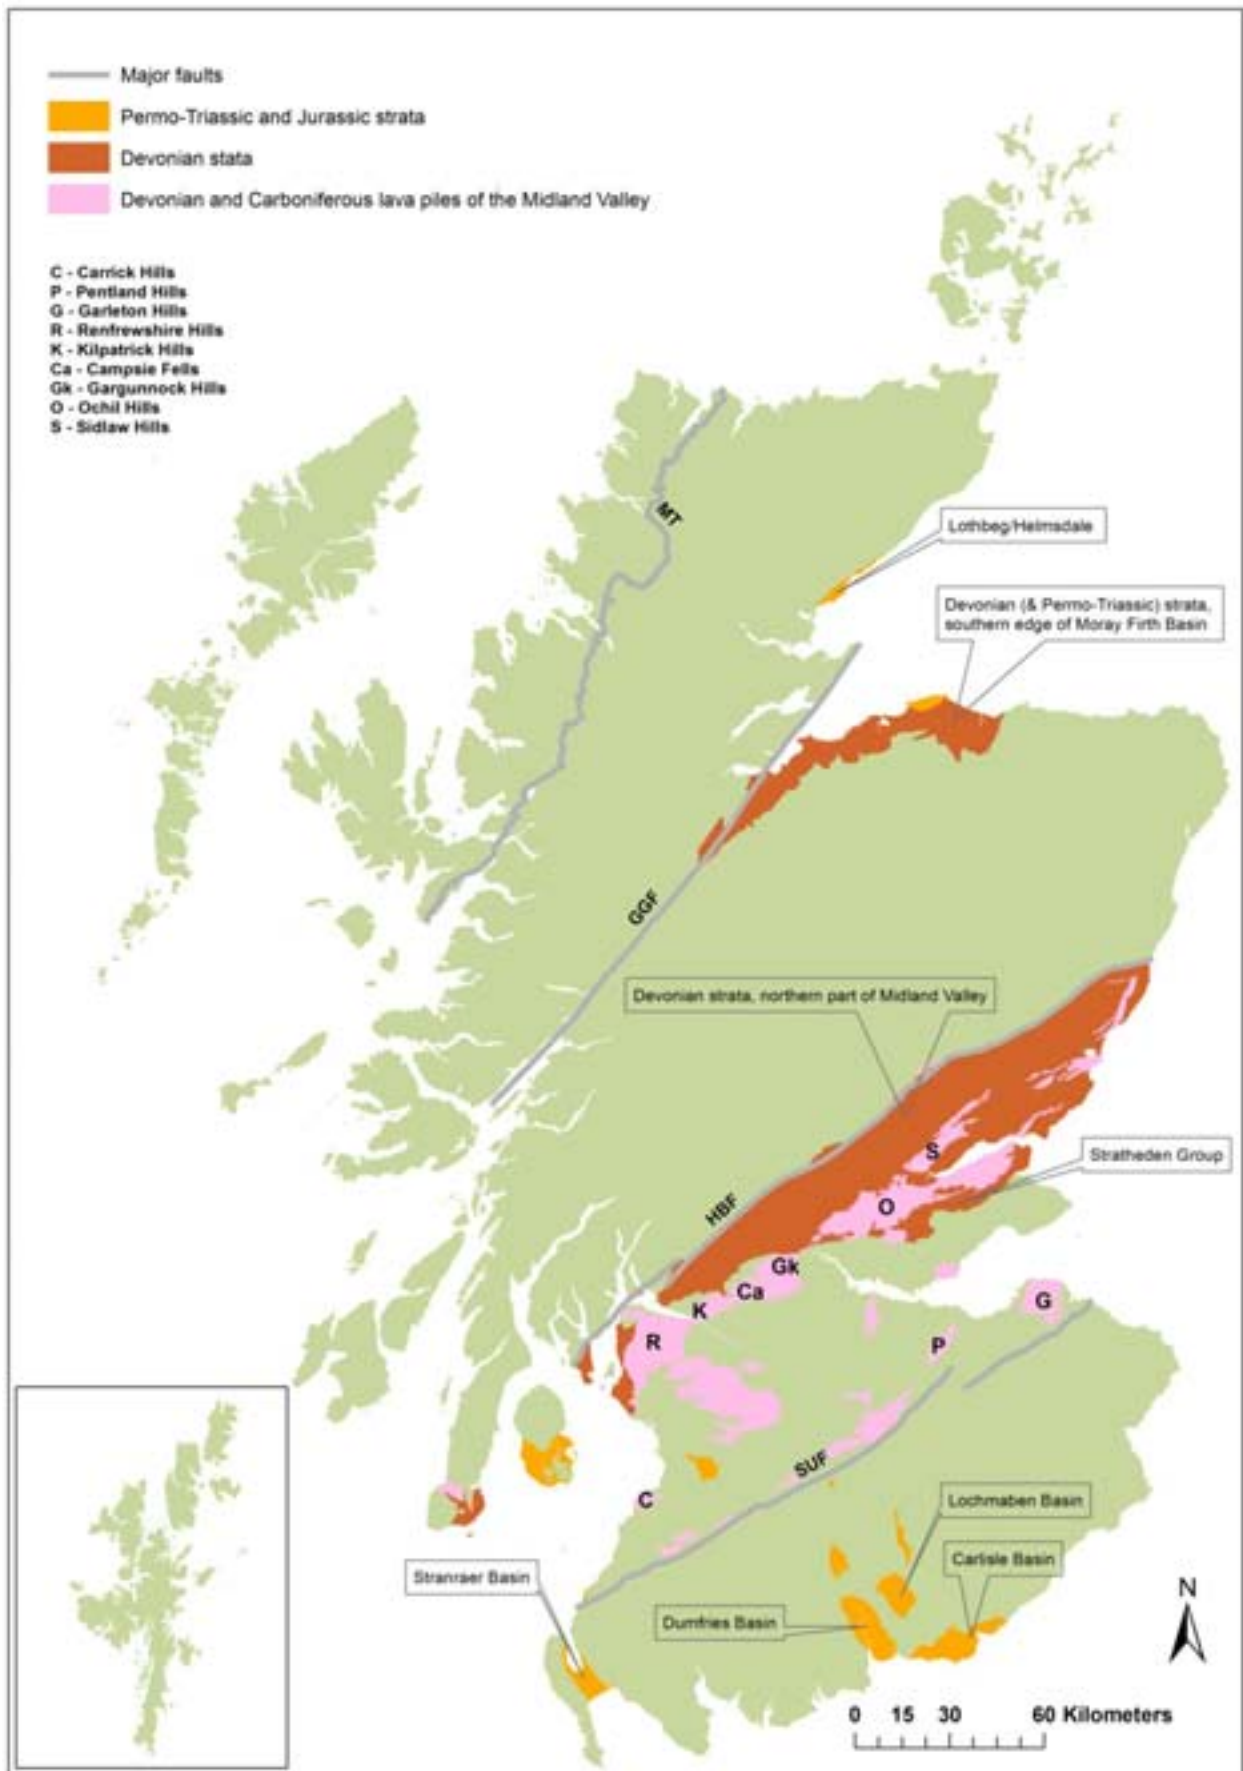 Major faults
Permo-Triassic and Jurassic strata
Devonian stata
Devonian and Carboniferous lava piles of the Midland Valley
C - Carrick Hills
P - Pentland Hills
G - Garleton Hills
R - Renfrewshire Hills
K - Kilpatrick Hills
Ca - Campsie Fells
Gk - Gargunnock Hills
O - Ochil Hills
S - Sidlaw Hills
MT
Lothbeg/Helmsdale
Devonian (& Permo-Triassic) strata,
southern edge of Moray Firth Basin
GGF
Devonian strata, northern part of Midland Valley
S
Stratheden Group
O
HBF
Gk
Ca
K
G
R
P
SUF
C
Lochmaben Basin
Carlisle Basin
Stranraer Basin
Dumfries Basin
N
0 15 30 60 Kilometers